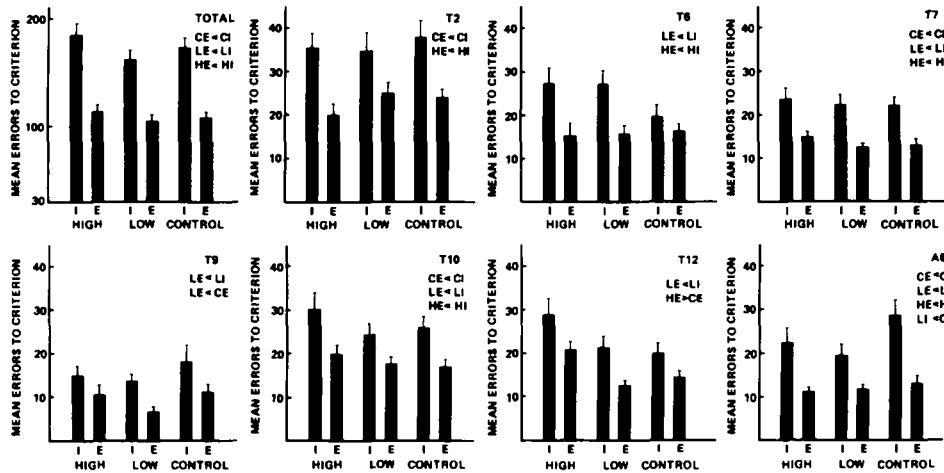 MEAN ERRORS TO CRITERION
200
100
30
TOTAL
CE<CI
LE<LI
HE<HI
I E I E I E
HIGH LOW CONTROL
MEAN ERRORS TO CRITERION
40
30
20
10
T2
CE<CI
HE<HI
I E I E I E
HIGH LOW CONTROL
MEAN ERRORS TO CRITERION
40
30
20
10
T6
LE<LI
HE<HI
I E I E I E
HIGH LOW CONTROL
MEAN ERRORS TO CRITERION
40
30
20
10
T7
I E I E I E
HIGH LOW CONTROL
MEAN ERRORS TO CRITERION
40
30
20
10
T9
LE<LI
LE<CE
I E I E I E
HIGH LOW CONTROL
MEAN ERRORS TO CRITERION
40
30
20
10
T10
CE<CI
LE<LI
HE<HI
I E I E I E
HIGH LOW CONTROL
MEAN ERRORS TO CRITERION
40
30
20
10
T12
LE<LI
HE>CE
I E I E I E
HIGH LOW CONTROL
MEAN ERRORS TO CRITERION
40
30
20
10
I E I E I E
HIGH LOW CONTROL